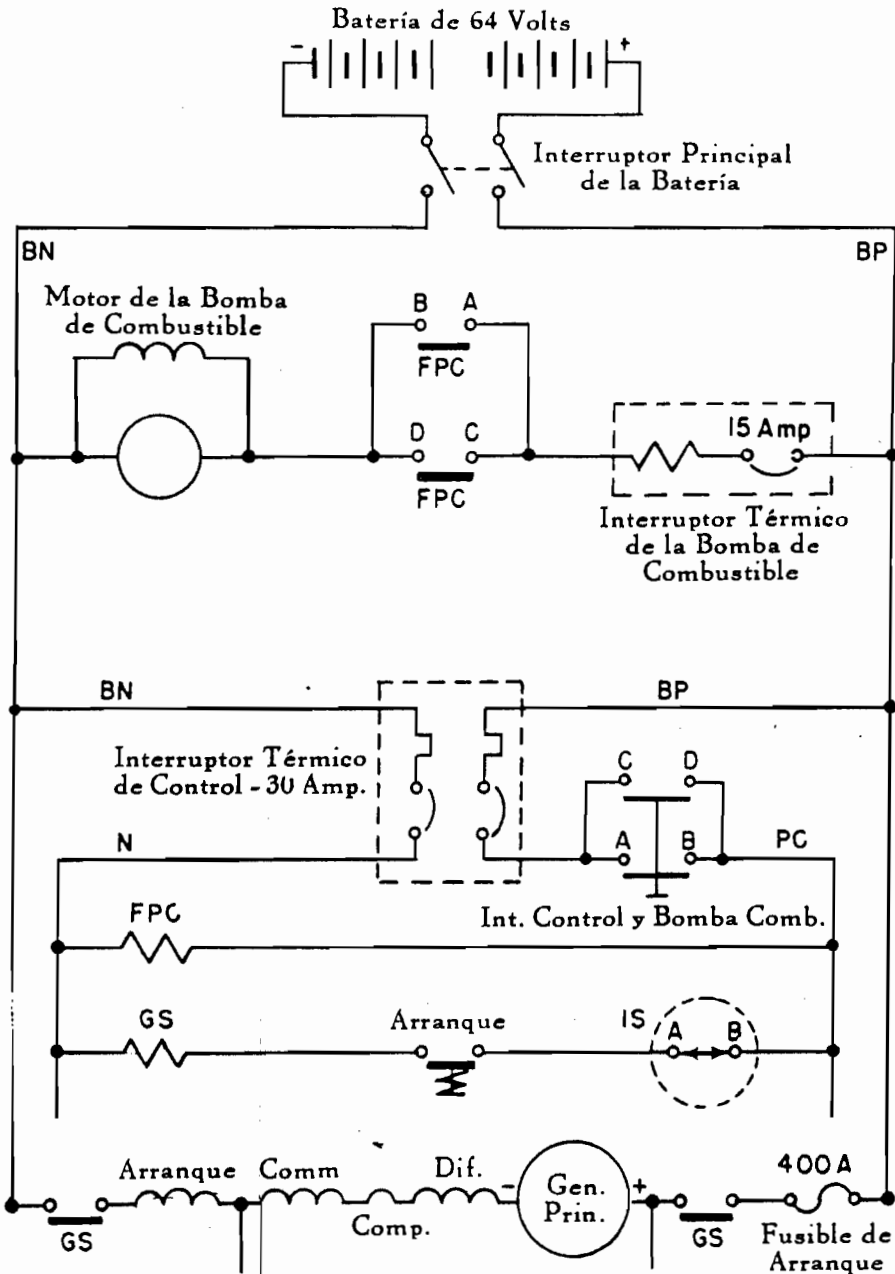 Batería de 64 Volts
- +
Interruptor Principal
de la Batería
BN
BP
Motor de la Bomba
de Combustible
B A
FPC
D C
FPC
15 Amp
Interruptor Térmico
de la Bomba de
Combustible
BN
BP
Interruptor Térmico
de Control - 30 Amp.
C D
A B
N
PC
Int. Control y Bomba Comb.
FPC
GS
Arranque
IS
A B
Arranque
Comm
Dif.
Comp.
- +
Gen.
Prin.
400 A
GS
GS
Fusible de
Arranque